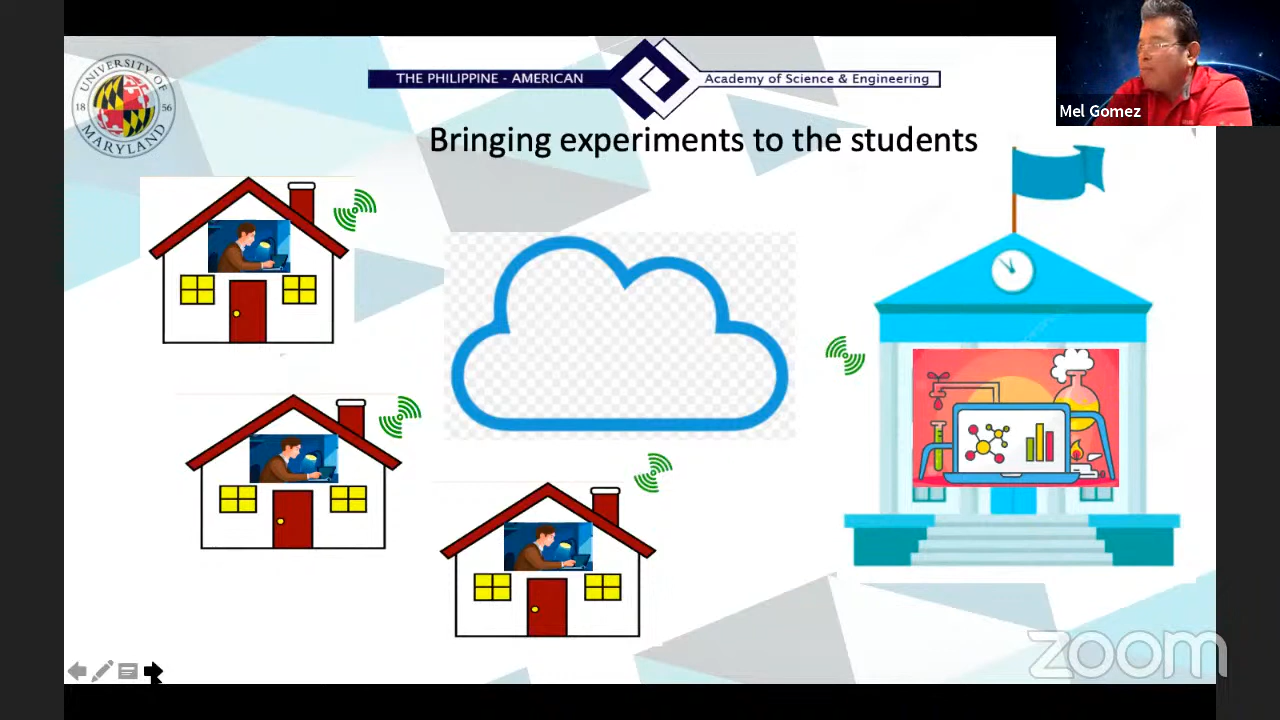 UNIVERSITY OF
18 56
MARYLAND
THE PHILIPPINE - AMERICAN
Academy of Science & Engineering
Mel Gomez
Bringing experiments to the students
zoom